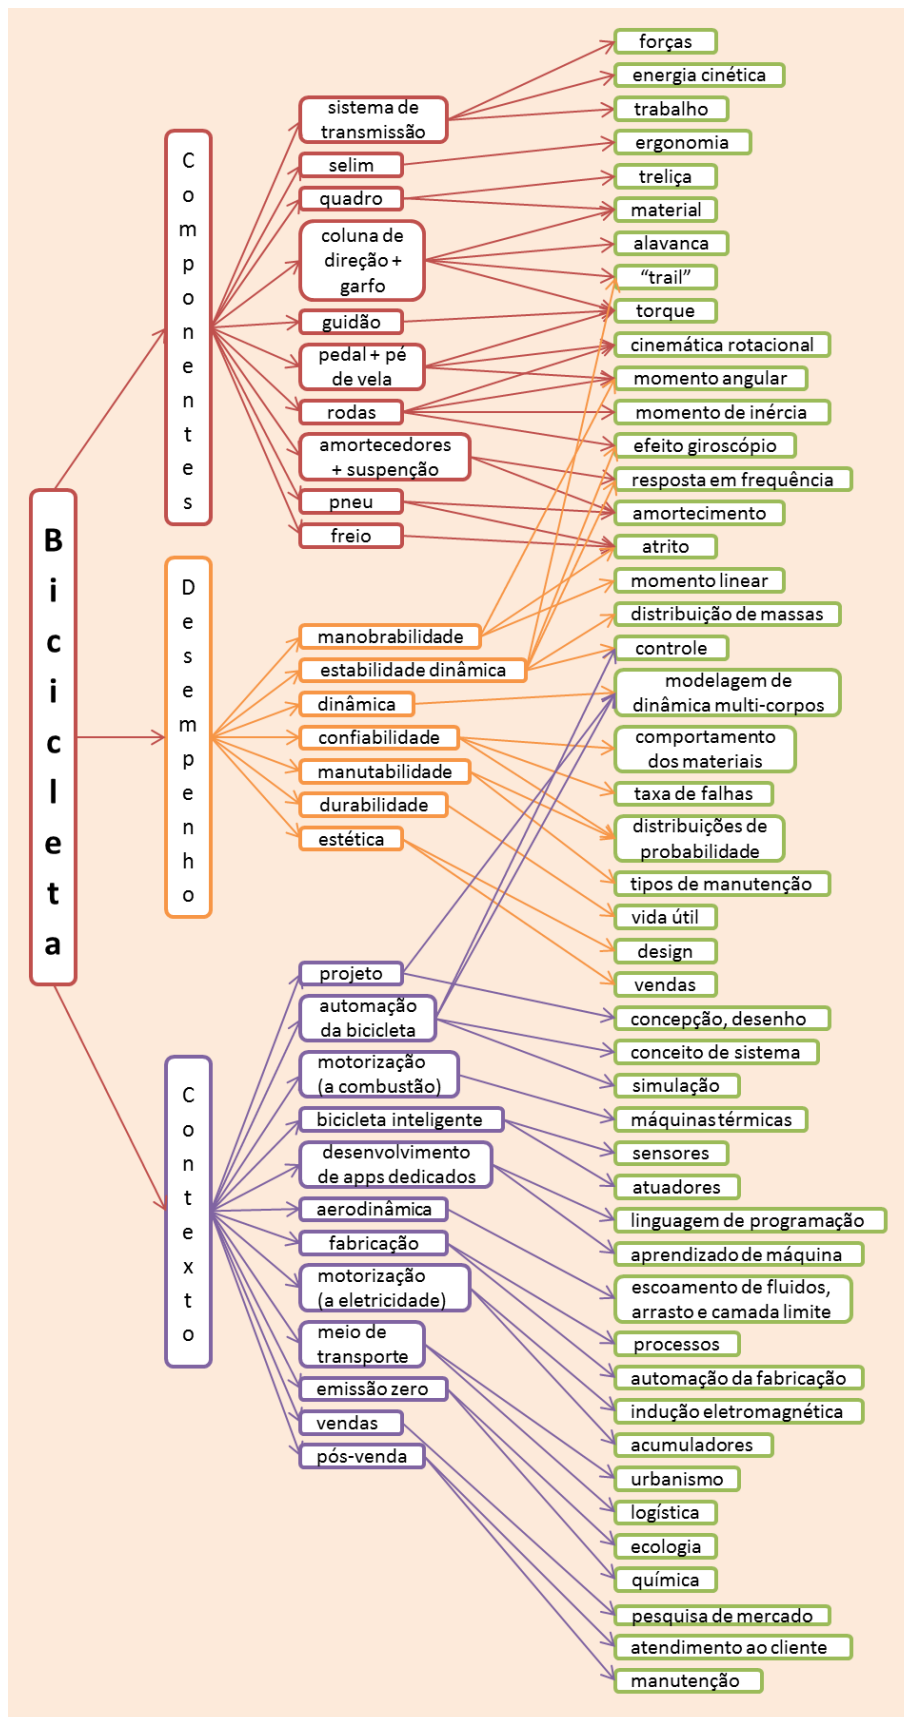 Bicicleta
Componentes
sistema de
transmissão
selim
quadro
coluna de
direção +
garfo
guidão
pedal + pé
de vela
rodas
amortecedores
+ suspenção
pneu
freio
Desempenho
manobrabilidade
estabilidade dinâmica
dinâmica
confiabilidade
manutabilidade
durabilidade
estética
Contexto
projeto
automação
da bicicleta
motorização
(a combustão)
bicicleta inteligente
desenvolvimento
de apps dedicados
aerodinâmica
fabricação
motorização
(a eletricidade)
meio de
transporte
emissão zero
vendas
pós-venda
forças
energia cinética
trabalho
ergonomia
treliça
material
alavanca
“trail”
torque
cinemática rotacional
momento angular
momento de inércia
efeito giroscópio
resposta em frequência
amortecimento
atrito
momento linear
distribuição de massas
controle
modelagem de
dinâmica multi-corpos
comportamento
dos materiais
taxa de falhas
distribuições de
probabilidade
tipos de manutenção
vida útil
design
vendas
concepção, desenho
conceito de sistema
simulação
máquinas térmicas
sensores
atuadores
linguagem de programação
aprendizado de máquina
escoamento de fluidos,
arrasto e camada limite
processos
automação da fabricação
indução eletromagnética
acumuladores
urbanismo
logística
ecologia
química
pesquisa de mercado
atendimento ao cliente
manutenção